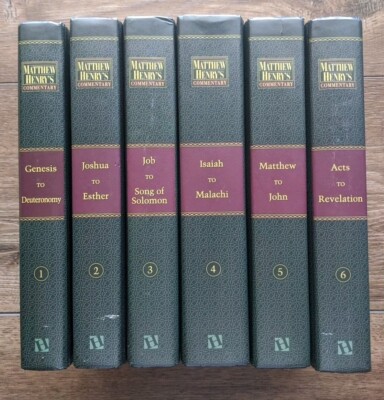 MATTHEW
HENRY'S
COMMENTARY
Genesis
TO
Deuteronomy
1
MATTHEW
HENRY'S
COMMENTARY
Joshua
TO
Esther
2
MATTHEW
HENRY'S
COMMENTARY
Job
TO
Song of
Solomon
3
MATTHEW
HENRY'S
COMMENTARY
Isaiah
TO
Malachi
4
MATTHEW
HENRY'S
COMMENTARY
Matthew
TO
John
5
MATTHEW
HENRY'S
COMMENTARY
Acts
TO
Revelation
6